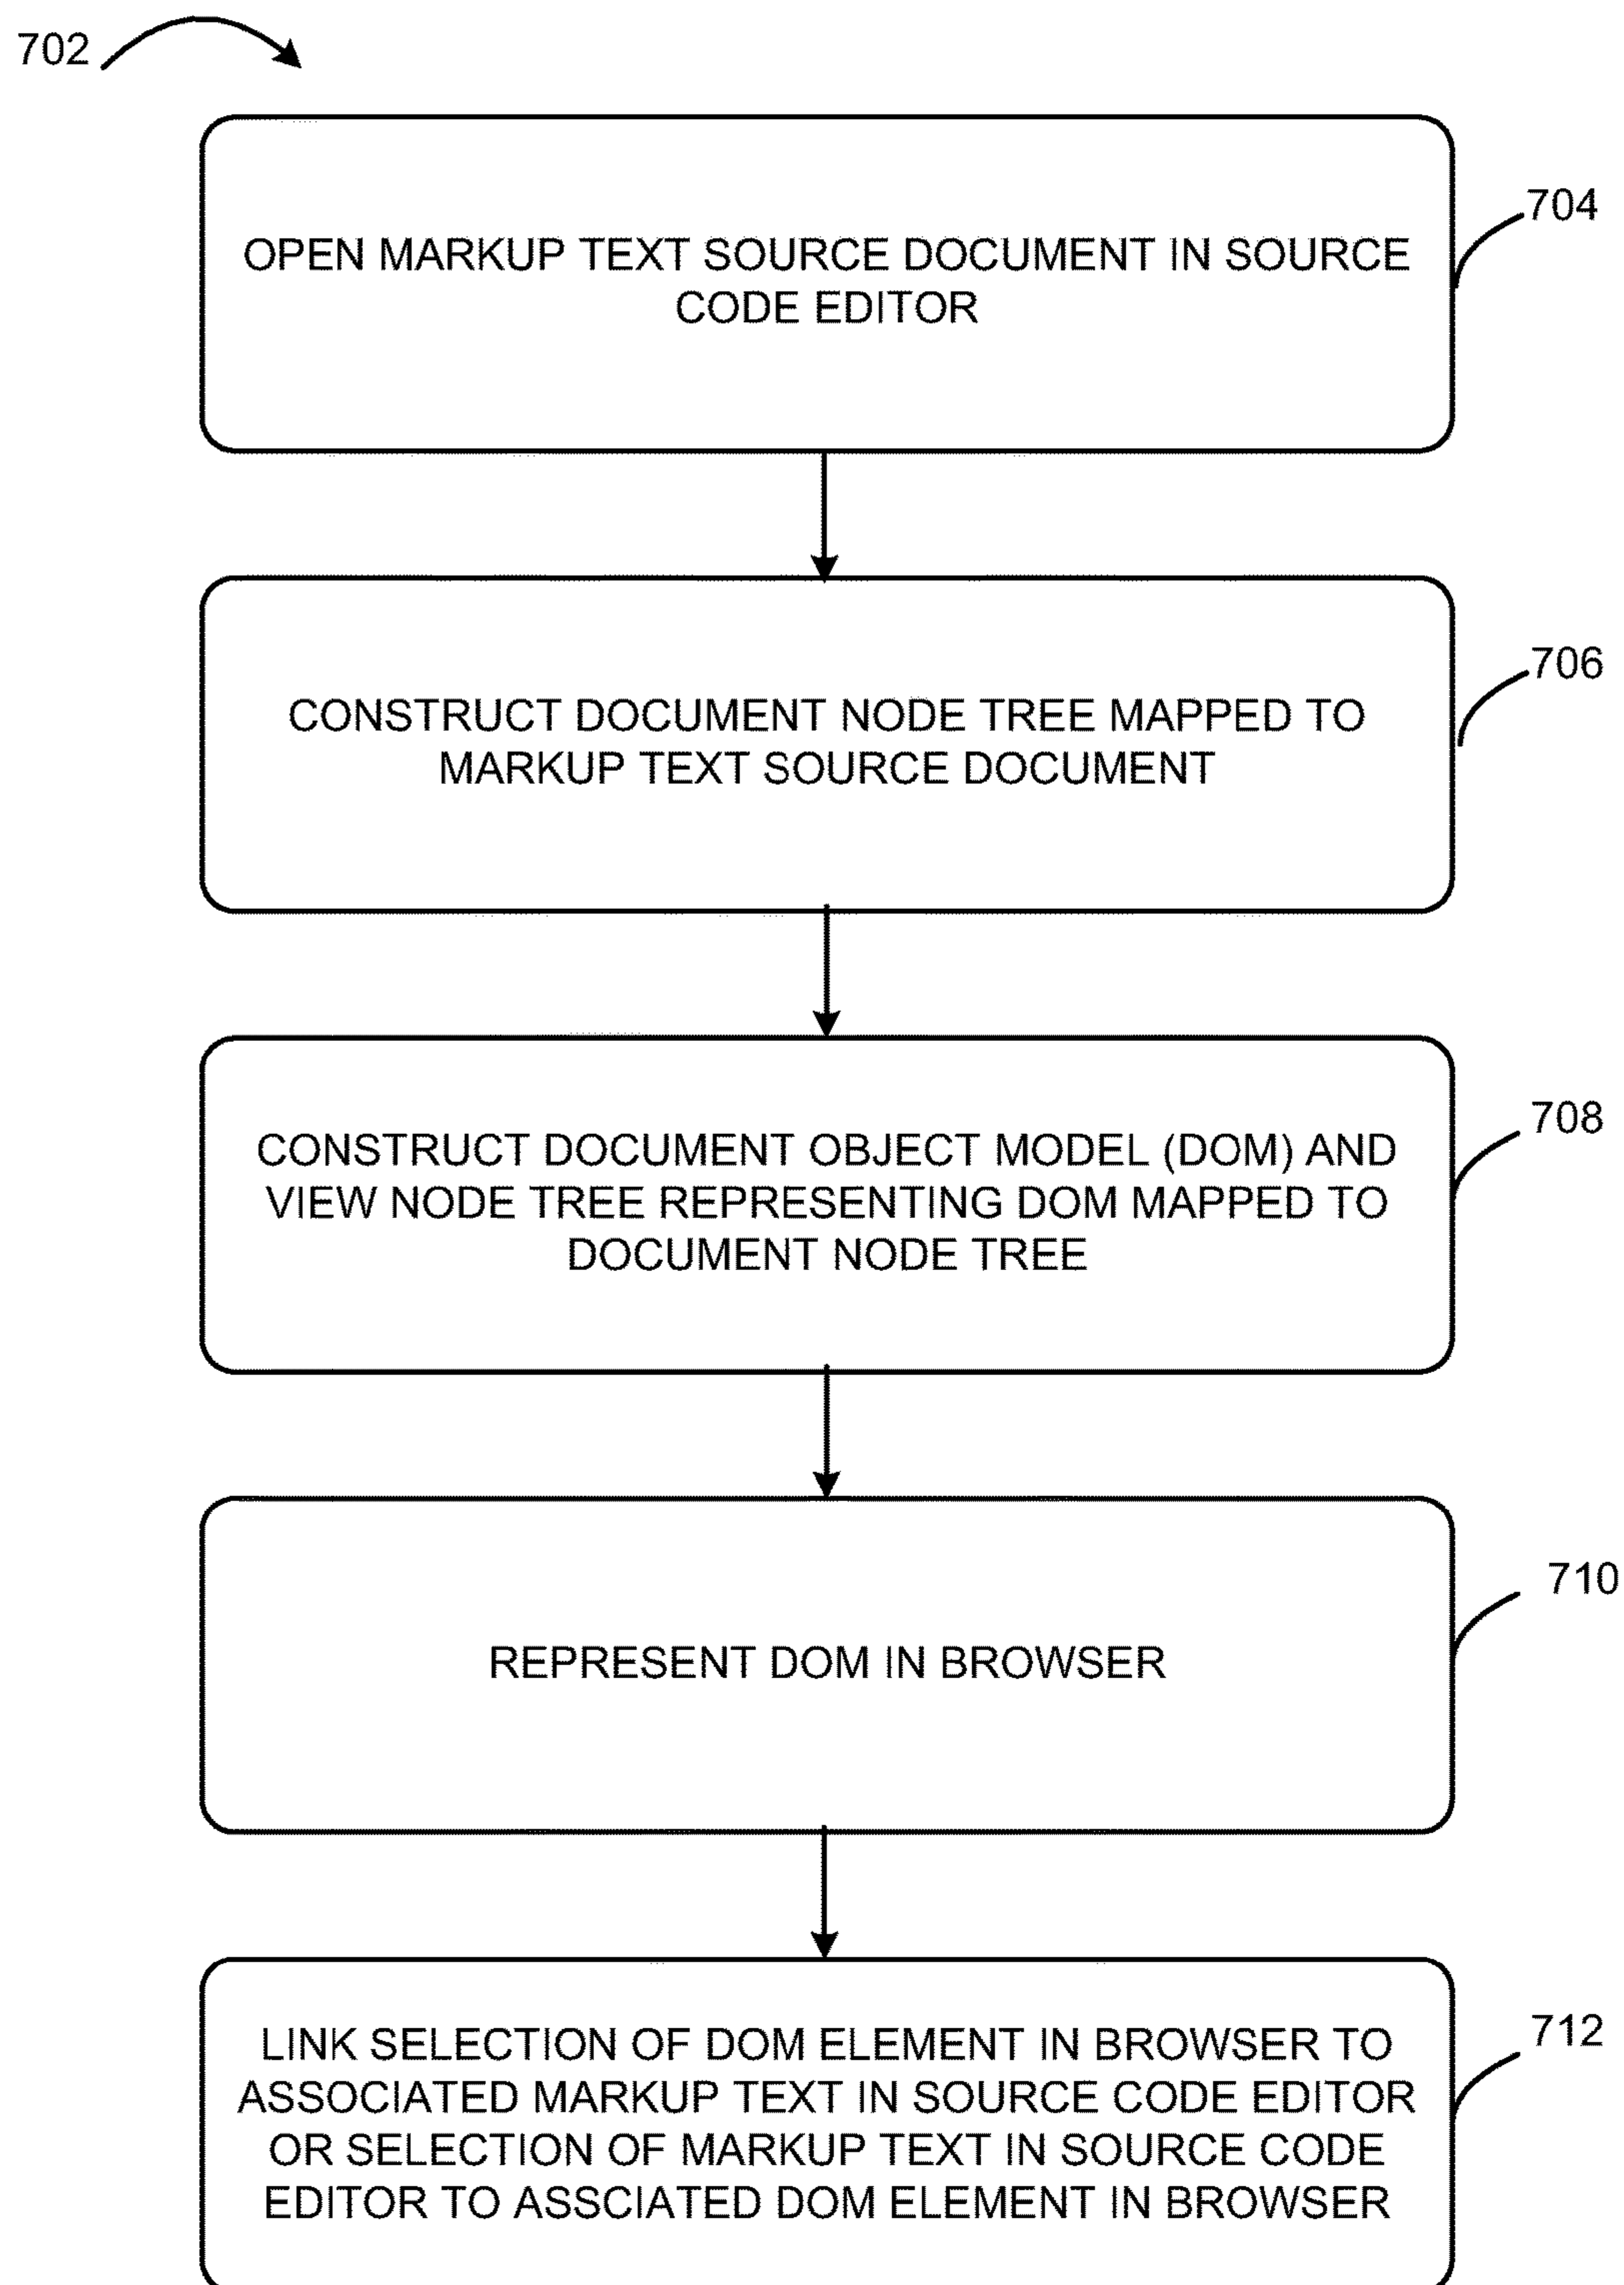 702
OPEN MARKUP TEXT SOURCE DOCUMENT IN SOURCE
CODE EDITOR
704
CONSTRUCT DOCUMENT NODE TREE MAPPED TO
MARKUP TEXT SOURCE DOCUMENT
706
CONSTRUCT DOCUMENT OBJECT MODEL (DOM) AND
VIEW NODE TREE REPRESENTING DOM MAPPED TO
DOCUMENT NODE TREE
708
REPRESENT DOM IN BROWSER
710
LINK SELECTION OF DOM ELEMENT IN BROWSER TO
ASSOCIATED MARKUP TEXT IN SOURCE CODE EDITOR
OR SELECTION OF MARKUP TEXT IN SOURCE CODE
EDITOR TO ASSCIATED DOM ELEMENT IN BROWSER
712